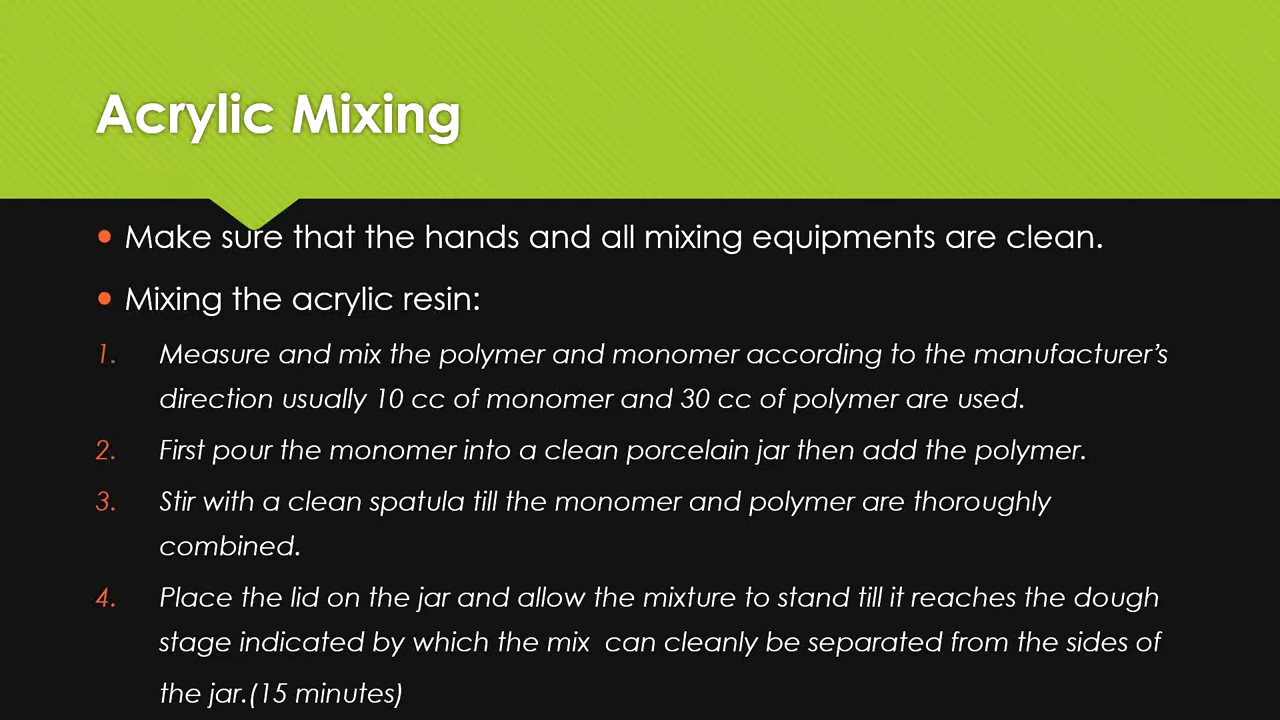 Acrylic Mixing
• Make sure that the hands and all mixing equipments are clean.
• Mixing the acrylic resin:
1. Measure and mix the polymer and monomer according to the manufacturer’s
direction usually 10 cc of monomer and 30 cc of polymer are used.
2. First pour the monomer into a clean porcelain jar then add the polymer.
3. Stir with a clean spatula till the monomer and polymer are thoroughly
combined.
4. Place the lid on the jar and allow the mixture to stand till it reaches the dough
stage indicated by which the mix  can cleanly be separated from the sides of
the jar.(15 minutes)